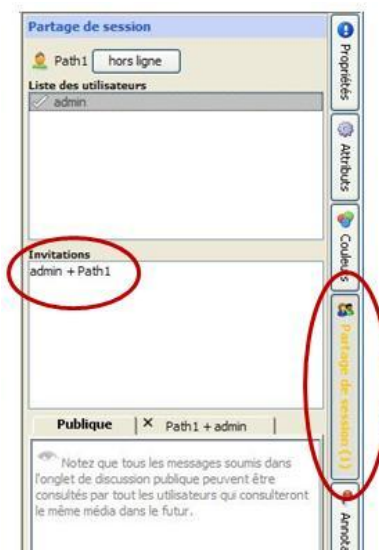 Partage de session
Path1 hors ligne
Liste des utilisateurs
admin
Invitations
admin + Path1
Publique
Path1 + admin
Notez que tous les messages soumis dans
l'onglet de discussion publique peuvent être
consultés par tout les utilisateurs qui consulteront
le même média dans le futur.
Propriétés
Attributs
Couleurs
Partage de session (1)
Annota